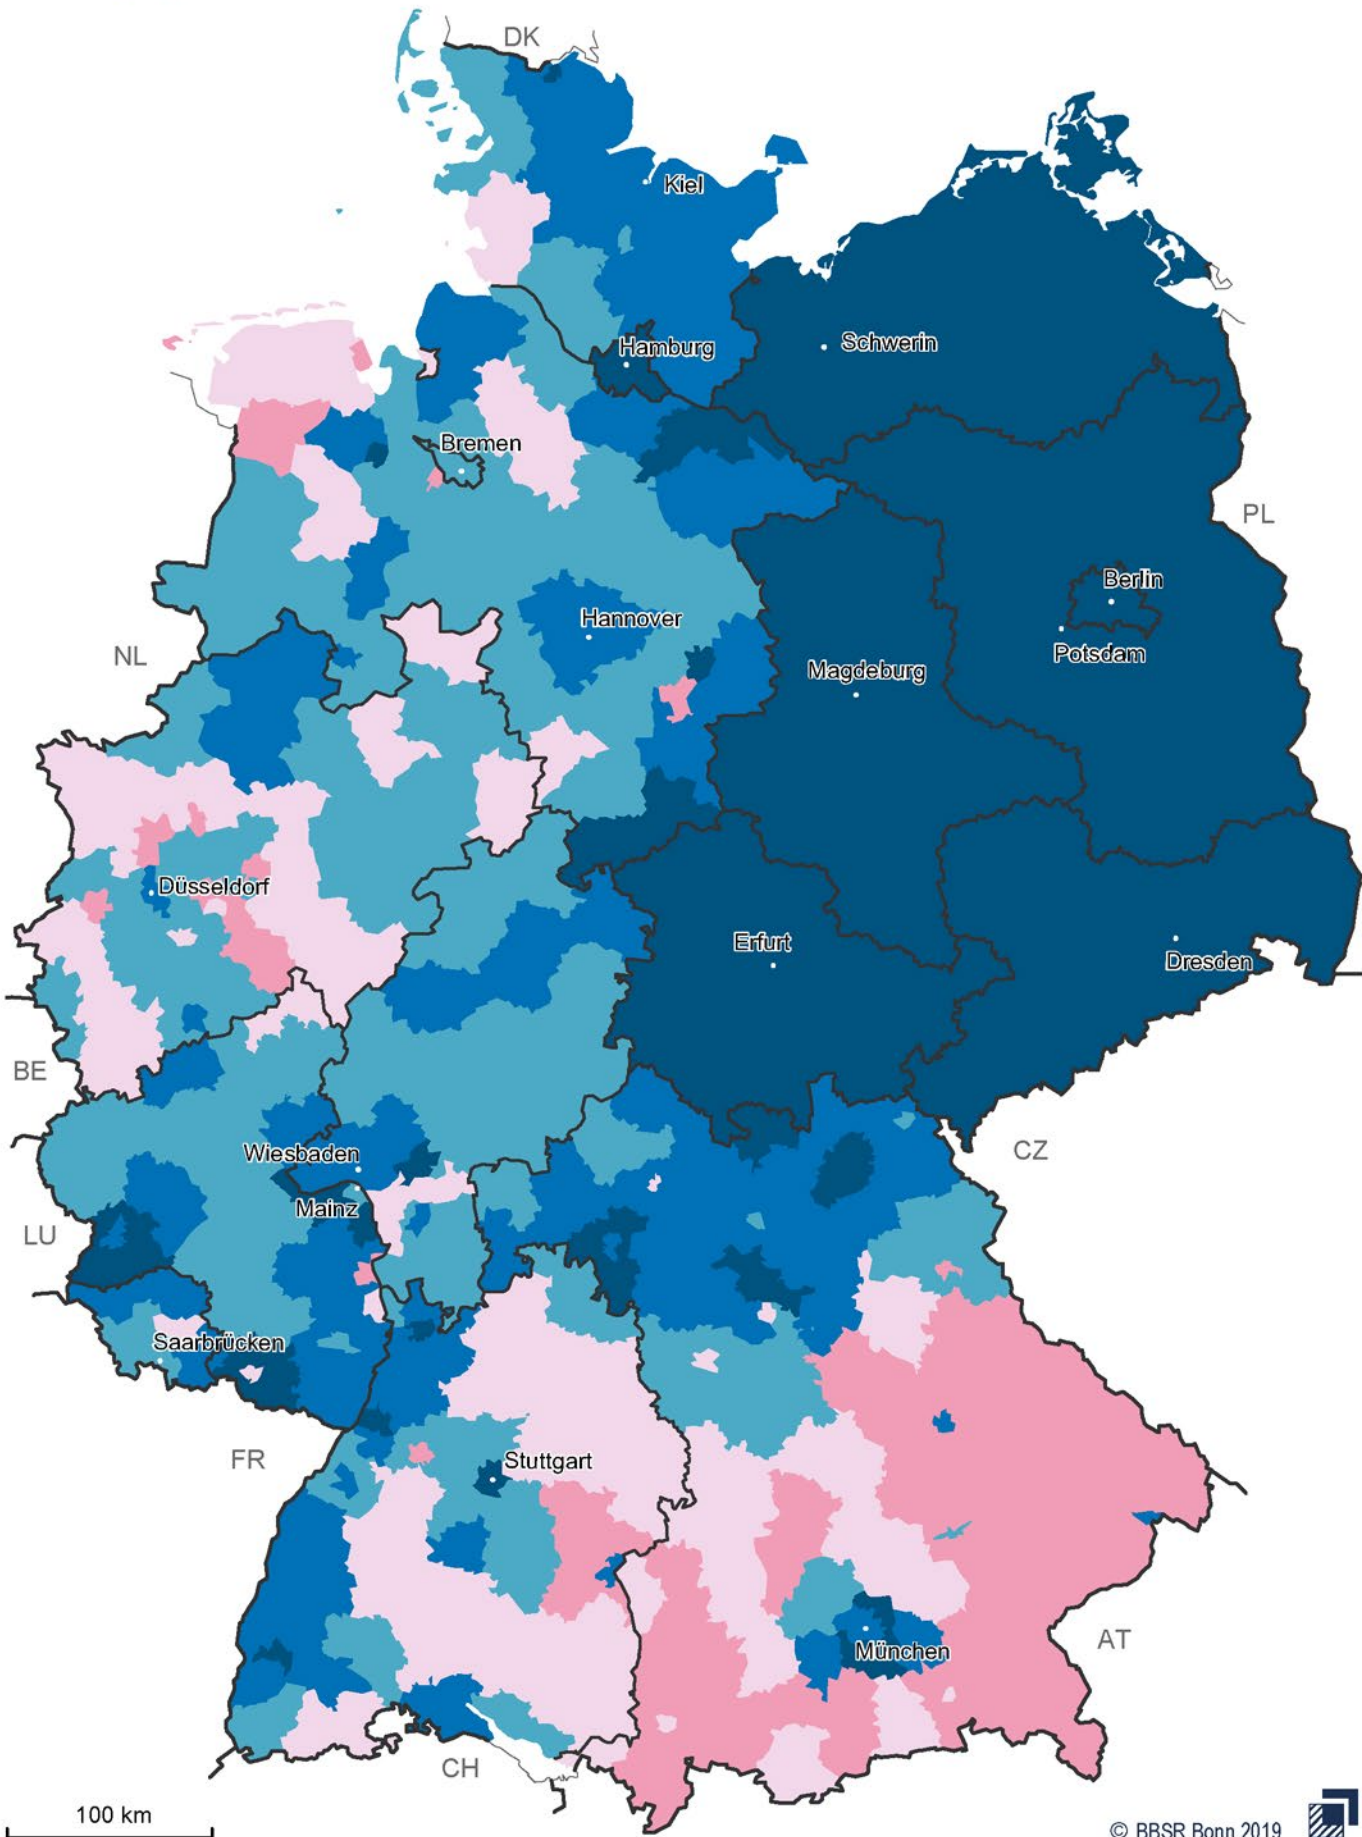 DK
Kiel
Schwerin
Hamburg
Bremen
PL
Berlin
Hannover
Potsdam
NL
Magdeburg
Düsseldorf
Erfurt
Dresden
BE
CZ
Wiesbaden
Mainz
LU
Saarbrücken
FR
Stuttgart
AT
München
CH
100 km
© BBSR Bonn 2019